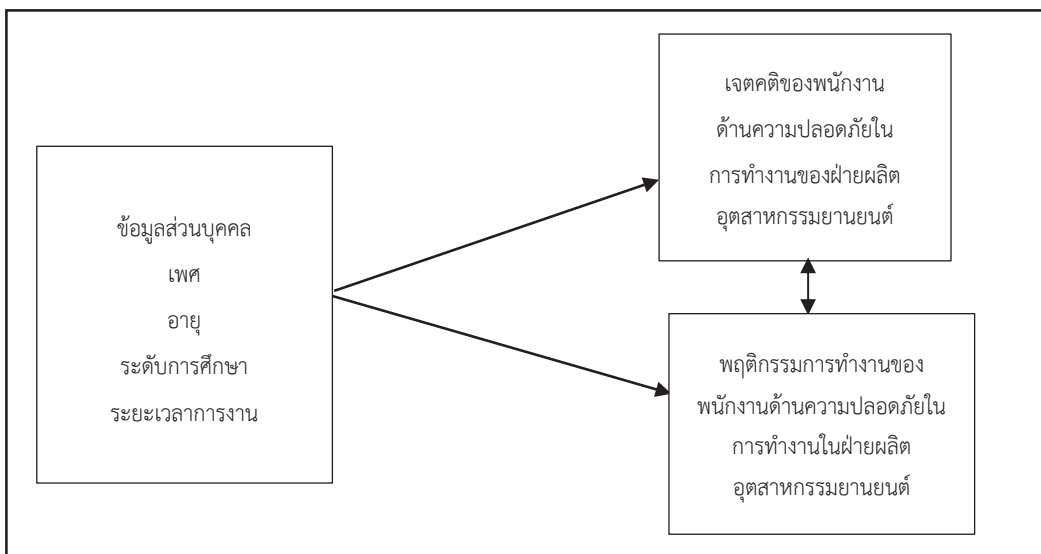 ข้อมูลส่วนบุคคล
เพศ
อายุ
ระดับการศึกษา
ระยะเวลาการงาน
เจตคติของพนักงาน
ด้านความปลอดภัยใน
การทำงานของฝ่ายผลิต
อุตสาหกรรมยานยนต์
พฤติกรรมการทำงานของ
พนักงานด้านความปลอดภัยใน
การทำงานในฝ่ายผลิต
อุตสาหกรรมยานยนต์